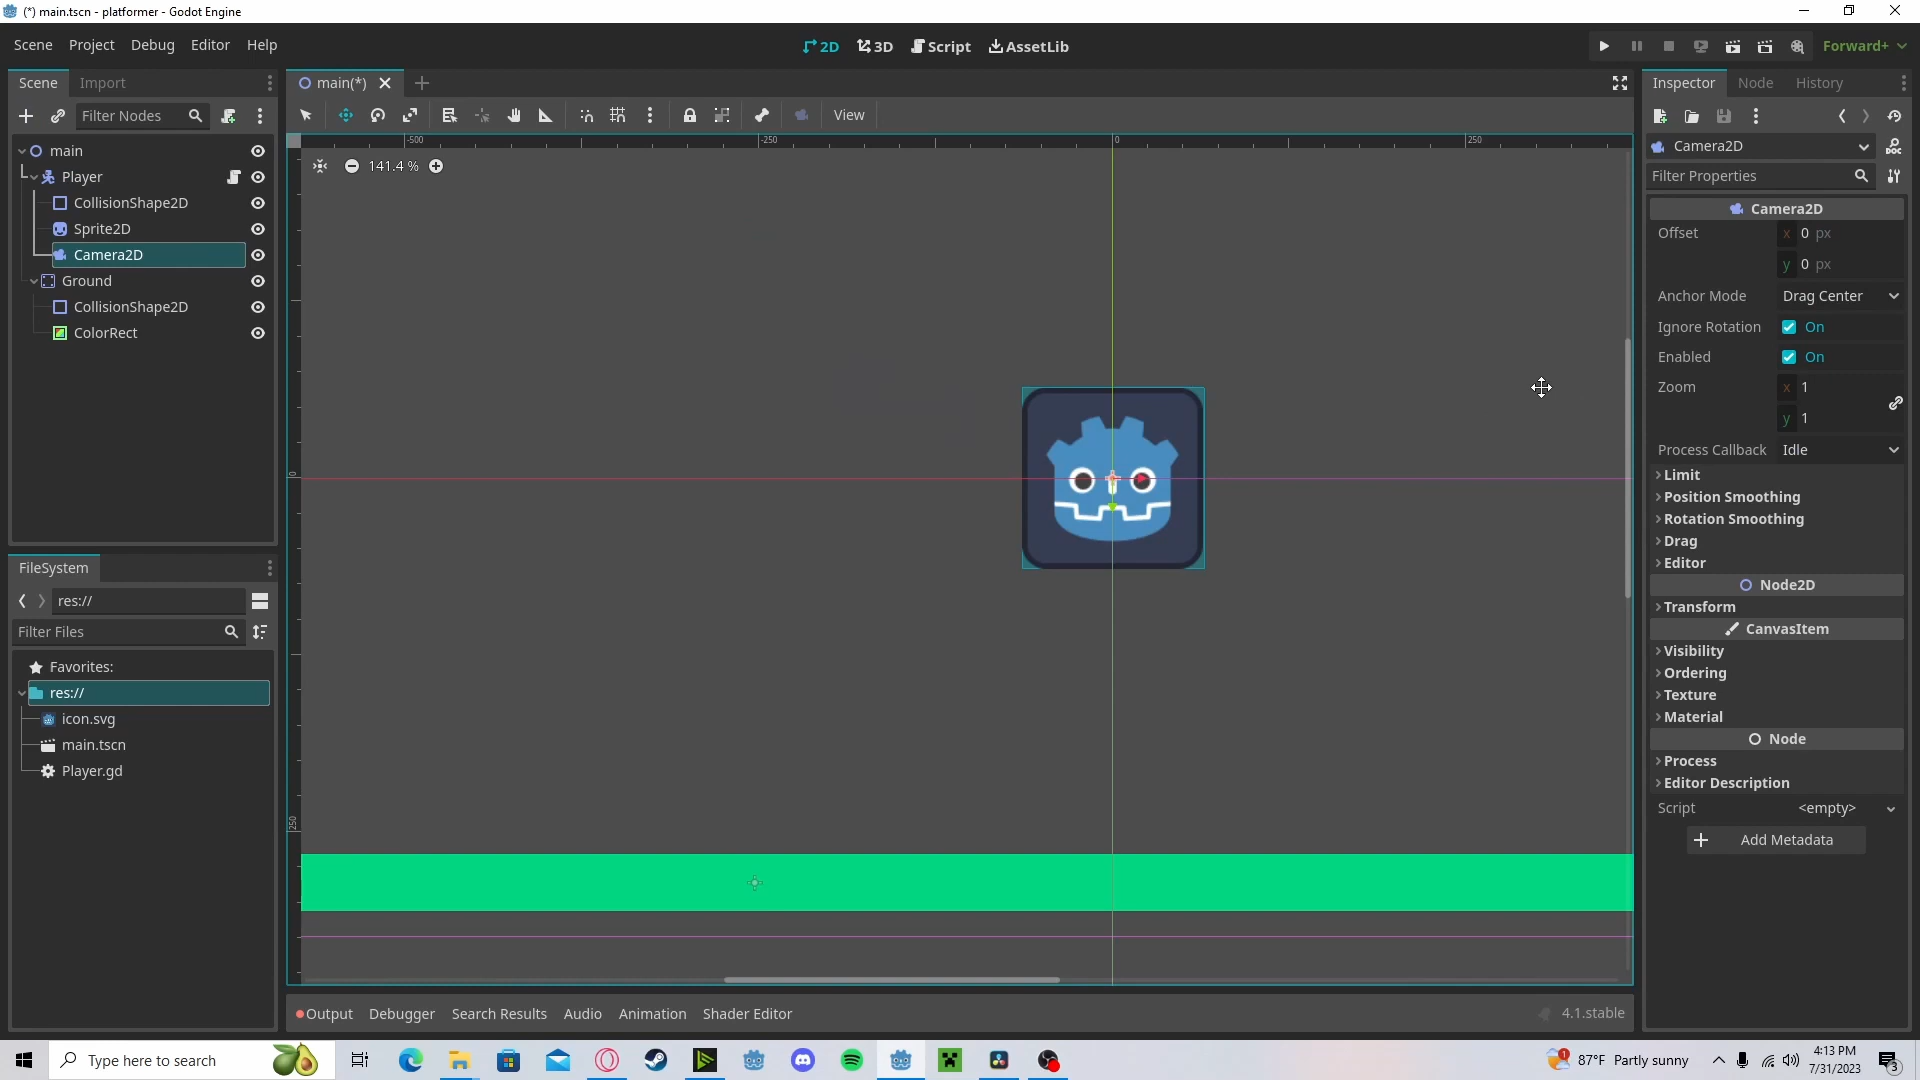 (*) main.tscn - platformer - Godot Engine
Scene Project Debug Editor Help
2D 3D Script AssetLib
Forward+
Scene Import
main(*)
Inspector Node History
Filter Nodes
View
main
Player
CollisionShape2D
Sprite2D
Camera2D
Ground
CollisionShape2D
ColorRect
-500 -250 0 250
141.4 %
0
250
Camera2D
Filter Properties
Camera2D
Offset x 0 px
y 0 px
Anchor Mode Drag Center
Ignore Rotation On
Enabled On
Zoom x 1
y 1
Process Callback Idle
Limit
Position Smoothing
Rotation Smoothing
Drag
Editor
Node2D
Transform
CanvasItem
Visibility
Ordering
Texture
Material
Node
Process
Editor Description
Script <empty>
Add Metadata
FileSystem
res://
Filter Files
Favorites:
res://
icon.svg
main.tscn
Player.gd
Output Debugger Search Results Audio Animation Shader Editor
4.1.stable
Type here to search
1
87°F Partly sunny
4:13 PM
7/31/2023
3